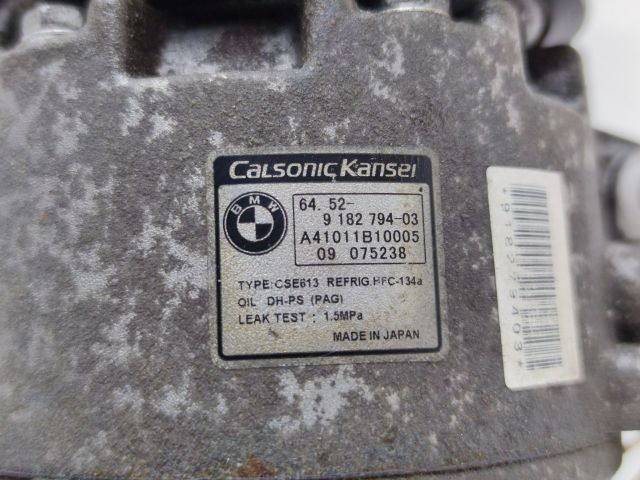 CalsonicKansei
BMW
64. 52-
9 182 794-03
A41011B10005
09 075238
TYPE: CSE613 REFRIG. HFC-134a
OIL DH-PS (PAG)
LEAK TEST : 1.5MPa
MADE IN JAPAN
*918279403*